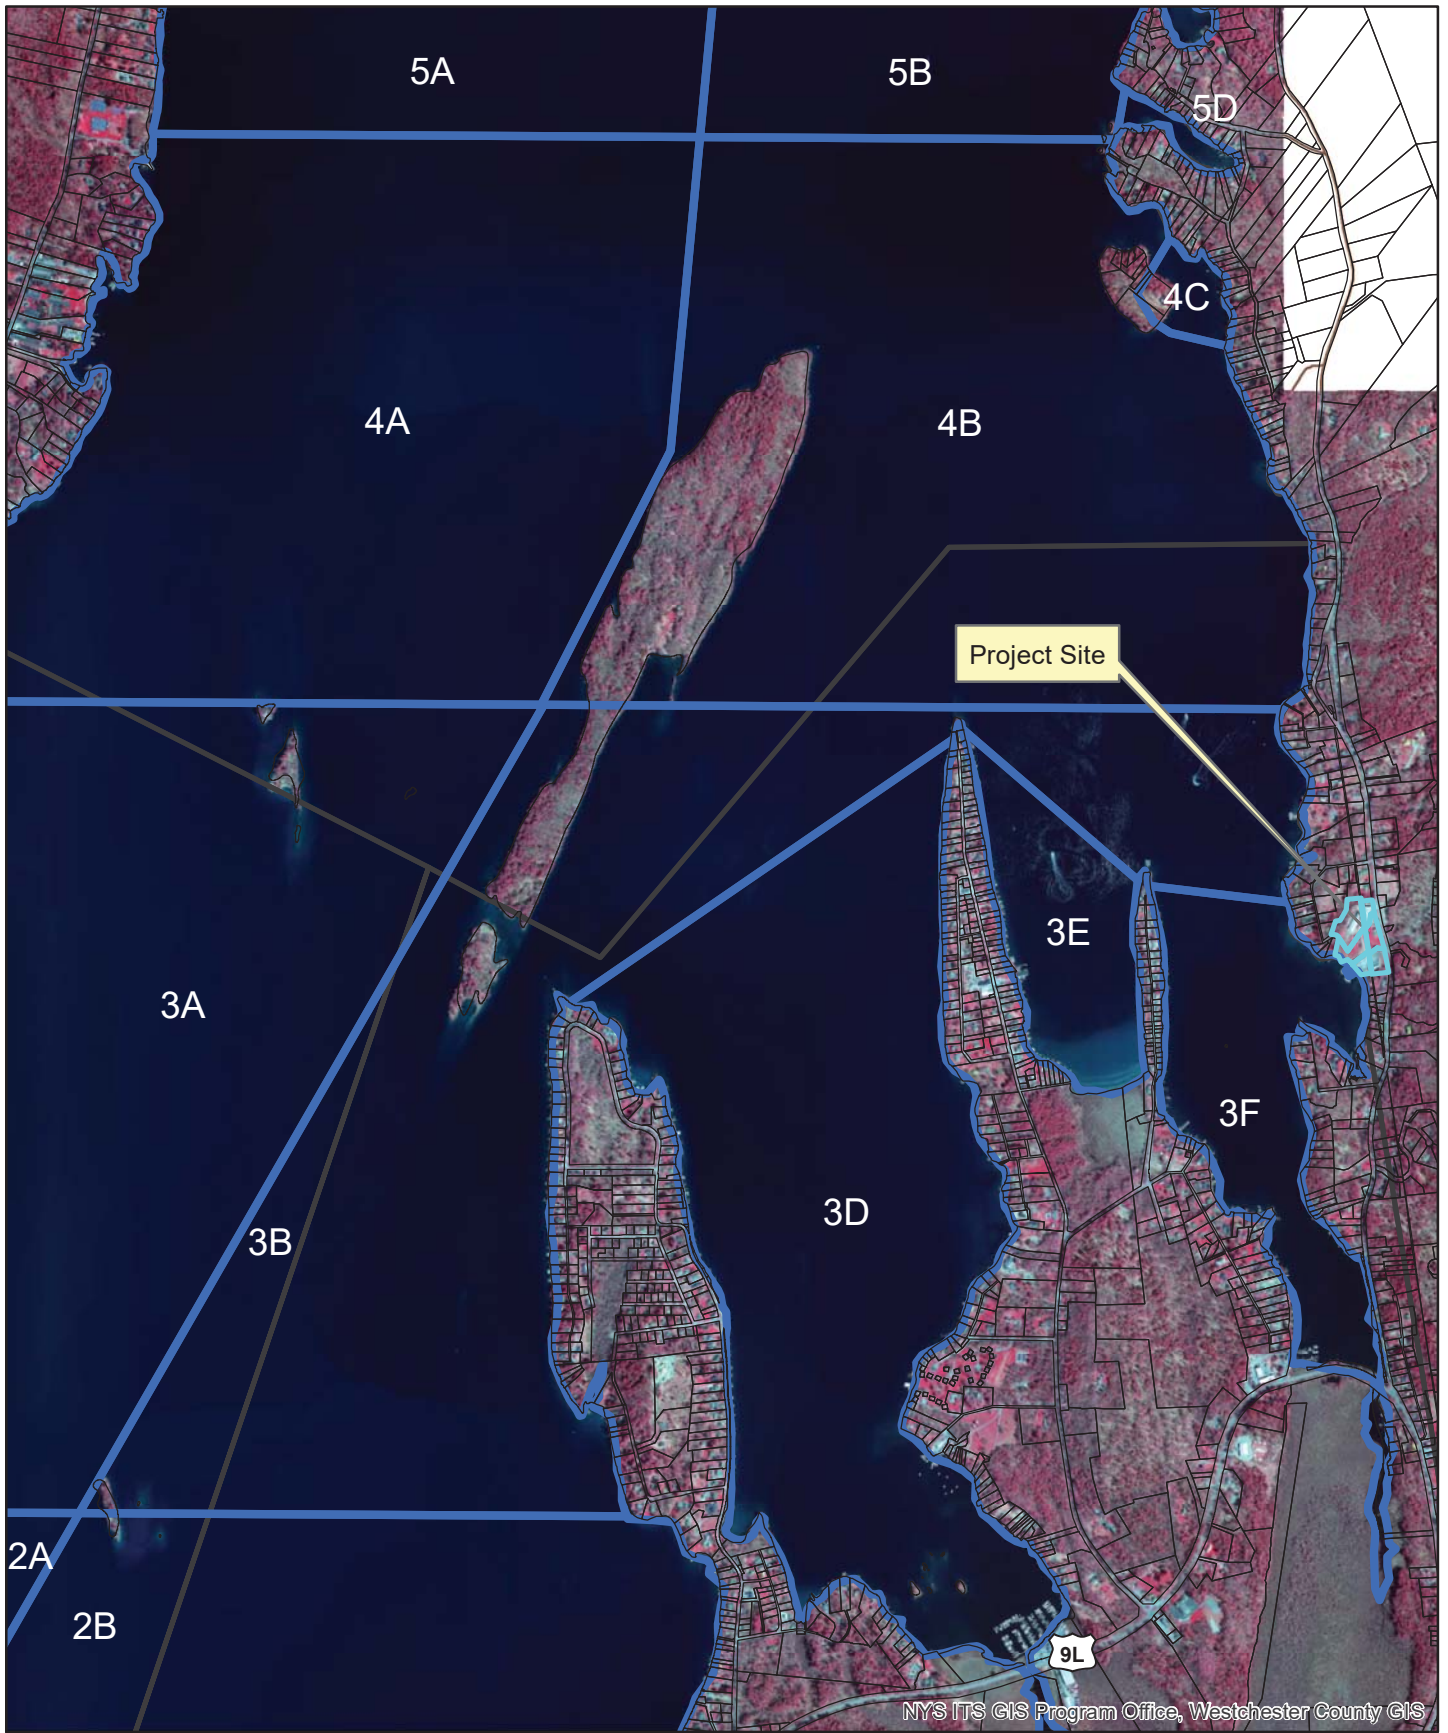 5A
5B
5D
4C
4A
4B
Project Site
3E
3A
3F
3D
3B
2A
2B
9L
NYS ITS GIS Program Office, Westchester County GIS